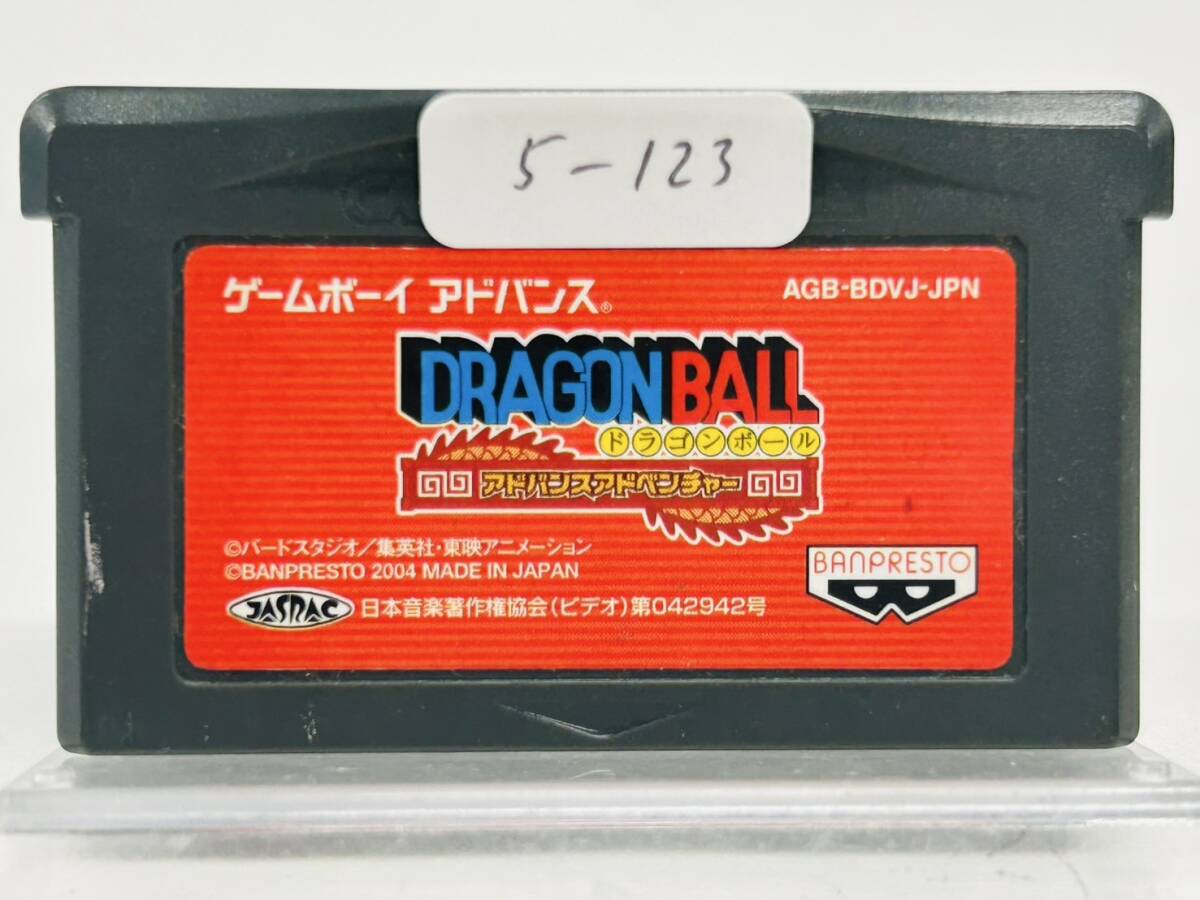 5-123
ゲームボーイ アドバンス®
AGB-BDVJ-JPN
DRAGON BALL
ドラゴンボール
アドバンスアドベンチャー
©バードスタジオ/集英社・東映アニメーション
©BANPRESTO 2004 MADE IN JAPAN
JASRAC 日本音楽著作権協会(ビデオ)第042942号
BANPRESTO